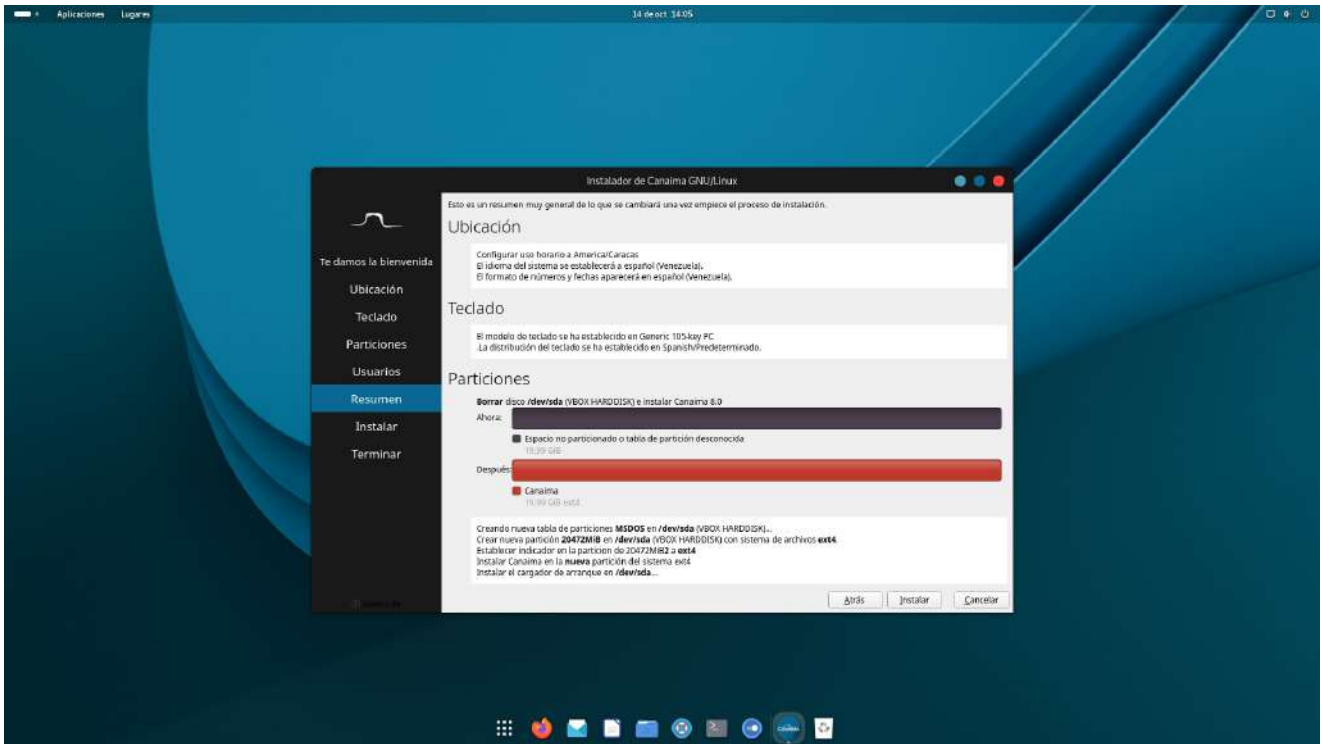 Aplicaciones Lugares 14 de oct 14:05
Instalador de Canaima GNU/Linux
Te damos la bienvenida
Ubicación
Teclado
Particiones
Usuarios
Resumen
Instalar
Terminar
Esto es un resumen muy general de lo que se cambiará una vez empiece el proceso de instalación.
Ubicación
Configurar uso horario a America/Caracas
El idioma del sistema se establecerá a español (Venezuela).
El formato de números y fechas aparecerá en español (Venezuela).
Teclado
El modelo de teclado se ha establecido en Generic 105-key PC
.La distribución del teclado se ha establecido en Spanish/Predeterminado.
Particiones
Borrar disco /dev/sda (VBOX HARDDISK) e instalar Canaima 8.0
Ahora:
Espacio no particionado o tabla de partición desconocida
19.99 GiB
Después:
Canaima
19.99 GiB ext4
Creando nueva tabla de particiones MSDOS en /dev/sda (VBOX HARDDISK)...
Crear nueva partición 20472MiB en /dev/sda (VBOX HARDDISK) con sistema de archivos ext4.
Establecer indicador en la partición de 20472MiB2 a ext4
Instalar Canaima en la nueva partición del sistema ext4
Instalar el cargador de arranque en /dev/sda...
Atrás Instalar Cancelar